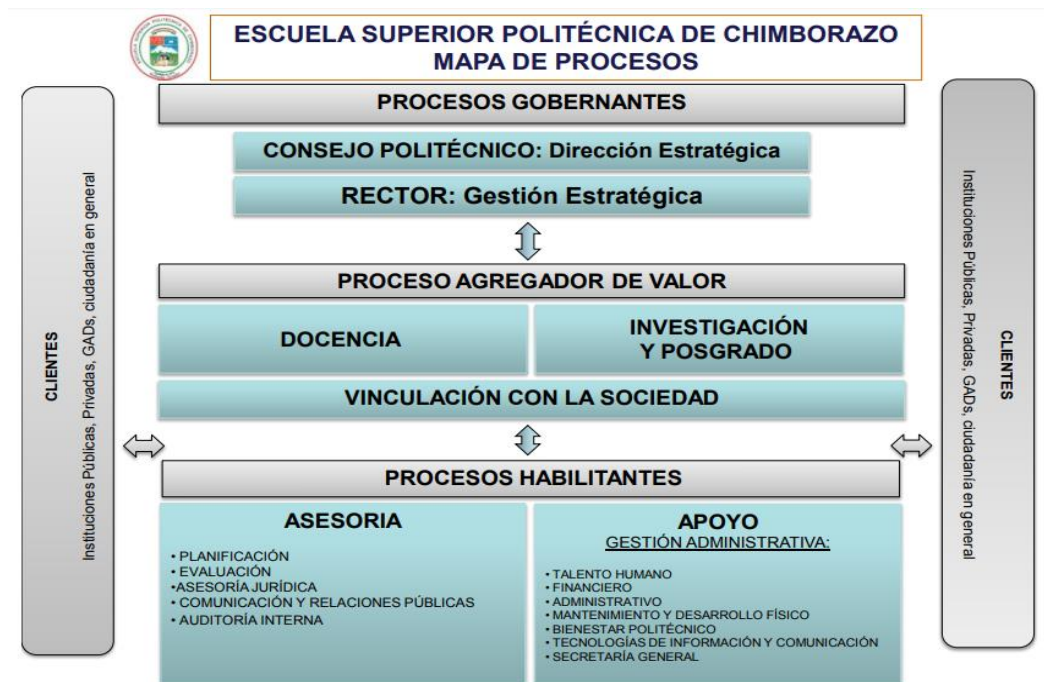 ESCUELA SUPERIOR POLITÉCNICA DE CHIMBORAZO
MAPA DE PROCESOS
CLIENTES
Instituciones Públicas, Privadas, GADs, ciudadanía en general
PROCESOS GOBERNANTES
CONSEJO POLITÉCNICO: Dirección Estratégica
RECTOR: Gestión Estratégica
PROCESO AGREGADOR DE VALOR
DOCENCIA
INVESTIGACIÓN
Y POSGRADO
VINCULACIÓN CON LA SOCIEDAD
PROCESOS HABILITANTES
ASESORIA
• PLANIFICACIÓN
• EVALUACIÓN
•ASESORÍA JURÍDICA
• COMUNICACIÓN Y RELACIONES PÚBLICAS
• AUDITORÍA INTERNA
APOYO
GESTIÓN ADMINISTRATIVA:
• TALENTO HUMANO
• FINANCIERO
• ADMINISTRATIVO
• MANTENIMIENTO Y DESARROLLO FÍSICO
• BIENESTAR POLITÉCNICO
• TECNOLOGÍAS DE INFORMACIÓN Y COMUNICACIÓN
• SECRETARÍA GENERAL
CLIENTES
Instituciones Públicas, Privadas, GADs, ciudadanía en general